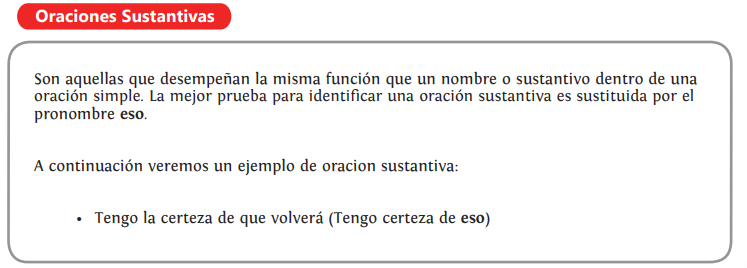 Oraciones Sustantivas
Son aquellas que desempeñan la misma función que un nombre o sustantivo dentro de una
oración simple. La mejor prueba para identificar una oración sustantiva es sustituida por el
pronombre eso.
A continuación veremos un ejemplo de oracion sustantiva:
• Tengo la certeza de que volverá (Tengo certeza de eso)